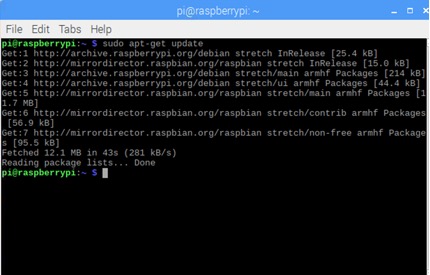 pi@raspberrypi: ~
File Edit Tabs Help
pi@raspberrypi:~ $ sudo apt-get update
Get:1 http://archive.raspberrypi.org/debian stretch InRelease [25.4 kB]
Get:2 http://mirrordirector.raspbian.org/raspbian stretch InRelease [15.0 kB]
Get:3 http://archive.raspberrypi.org/debian stretch/main armhf Packages [214 kB]
Get:4 http://archive.raspberrypi.org/debian stretch/ui armhf Packages [44.4 kB]
Get:5 http://mirrordirector.raspbian.org/raspbian stretch/main armhf Packages [1
1.7 MB]
Get:6 http://mirrordirector.raspbian.org/raspbian stretch/contrib armhf Packages
 [56.9 kB]
Get:7 http://mirrordirector.raspbian.org/raspbian stretch/non-free armhf Package
s [95.5 kB]
Fetched 12.1 MB in 43s (281 kB/s)
Reading package lists... Done
pi@raspberrypi:~ $